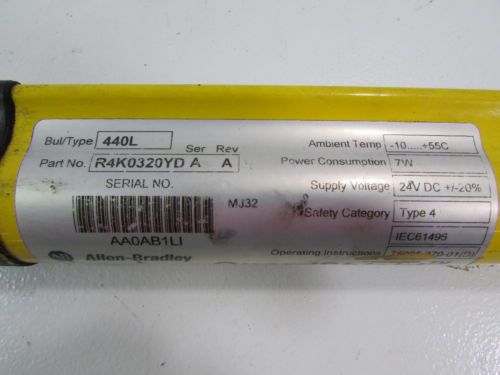 Bul/Type 440L
Ser Rev
Part No. R4K0320YD A A
SERIAL NO.
MJ32
AA0AB1LI
AB Allen-Bradley
Ambient Temp -10.....+55C
Power Consumption 7W
Supply Voltage 24V DC +/-20%
Safety Category Type 4
IEC61496
Operating Instructions